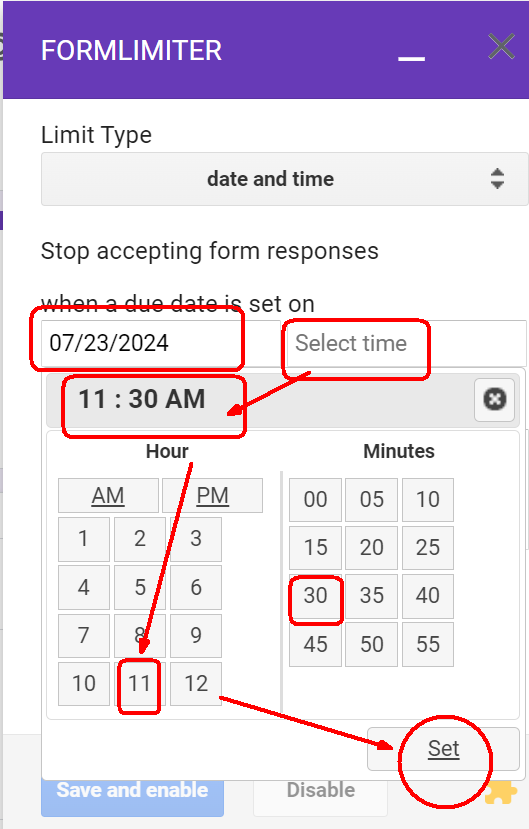 FORMLIMITER
Limit Type
date and time
Stop accepting form responses
when a due date is set on
07/23/2024 Select time
11 : 30 AM
Hour Minutes
AM PM 00 05 10
1 2 3 15 20 25
4 5 6 30 35 40
7 8 9 45 50 55
10 11 12
Set
Save and enable Disable